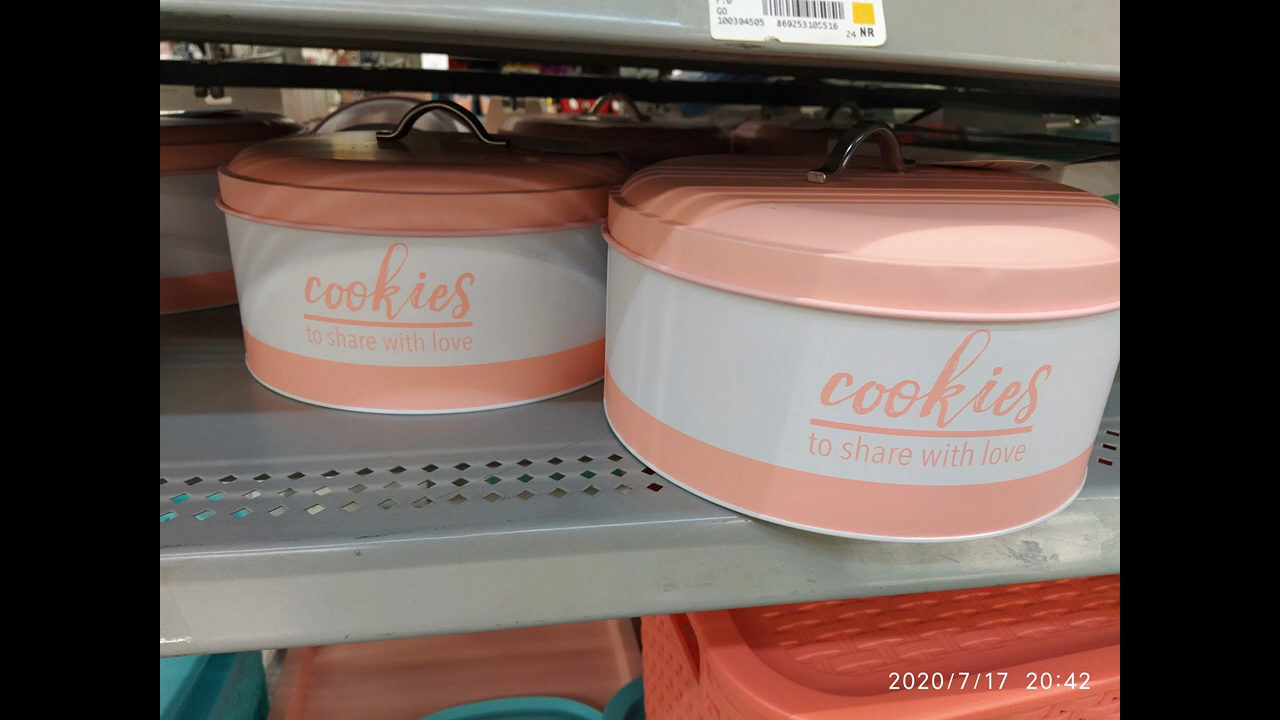 GO
100394505 869253105516
24 NR
cookies
to share with love
cookies
to share with love
2020/7/17 20:42